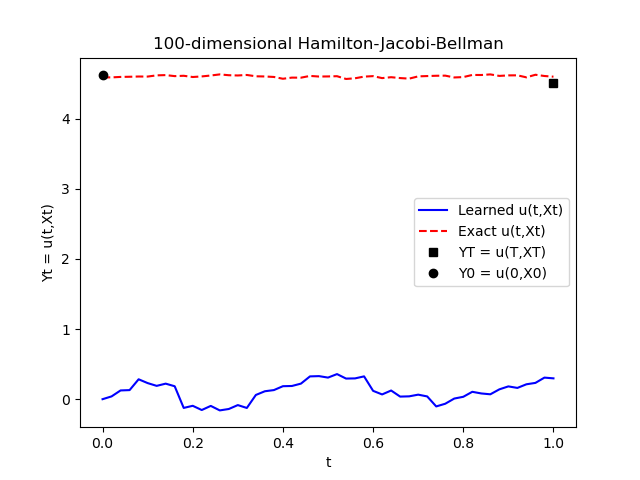 100-dimensional Hamilton-Jacobi-Bellman
Yt = u(t,Xt)
4
3
2
1
0
Learned u(t,Xt)
Exact u(t,Xt)
YT = u(T,XT)
Y0 = u(0,X0)
0.0 0.2 0.4 0.6 0.8 1.0
t